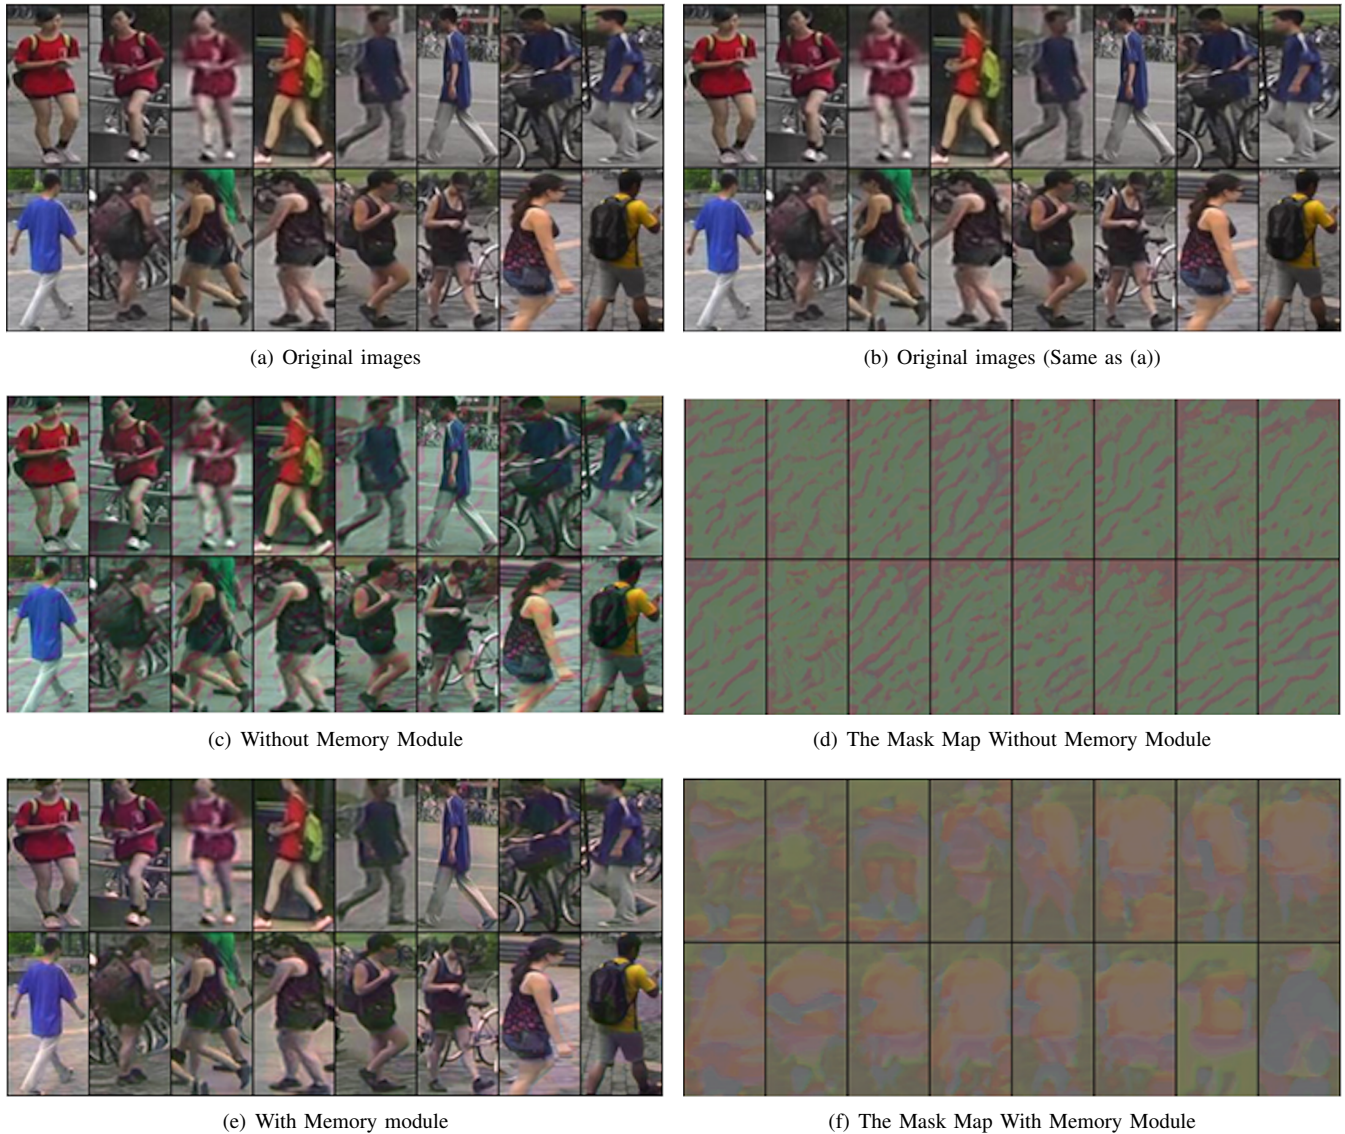 (a) Original images
(b) Original images (Same as (a))
(c) Without Memory Module
(d) The Mask Map Without Memory Module
(e) With Memory module
(f) The Mask Map With Memory Module